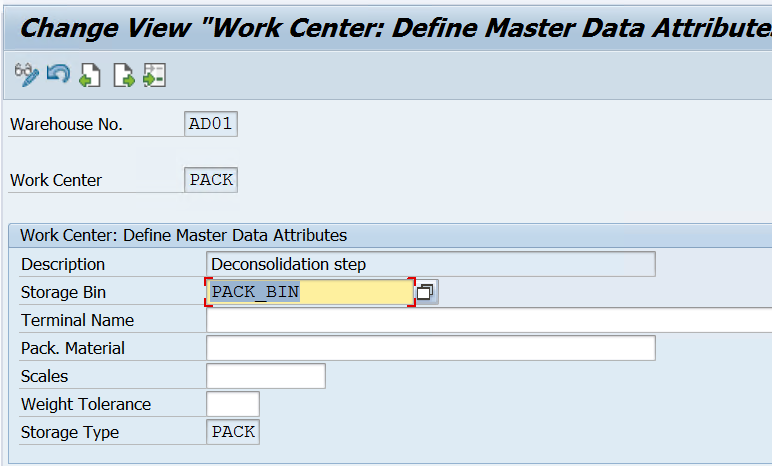 Change View "Work Center: Define Master Data Attribute
Warehouse No. AD01
Work Center PACK
Work Center: Define Master Data Attributes
Description Deconsolidation step
Storage Bin PACK_BIN
Terminal Name
Pack. Material
Scales
Weight Tolerance
Storage Type PACK